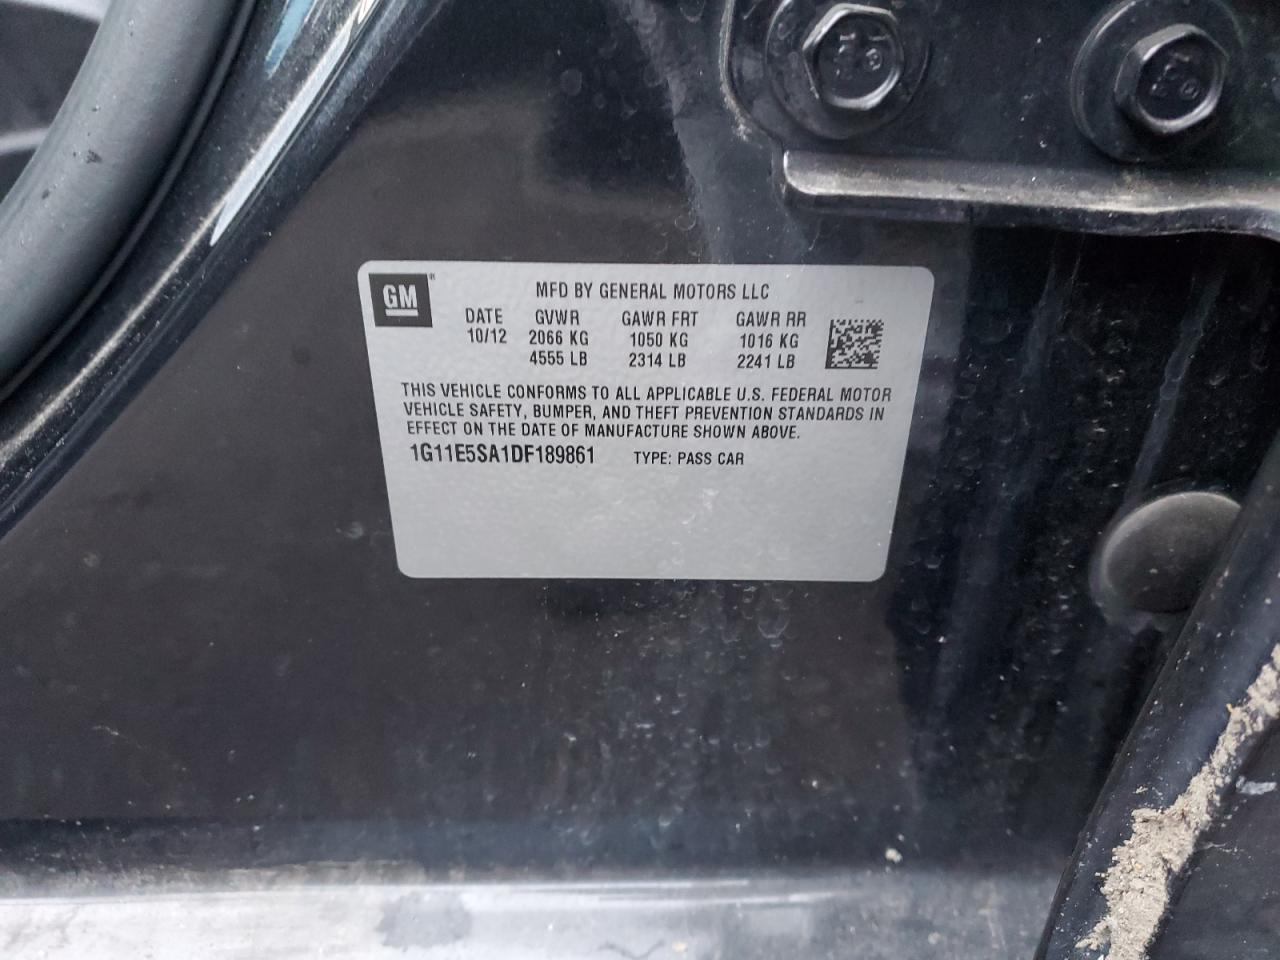 GM
MFD BY GENERAL MOTORS LLC
DATE GVWR GAWR FRT GAWR RR
10/12 2066 KG 1050 KG 1016 KG
4555 LB 2314 LB 2241 LB
THIS VEHICLE CONFORMS TO ALL APPLICABLE U.S. FEDERAL MOTOR
VEHICLE SAFETY, BUMPER, AND THEFT PREVENTION STANDARDS IN
EFFECT ON THE DATE OF MANUFACTURE SHOWN ABOVE.
1G11E5SA1DF189861 TYPE: PASS CAR